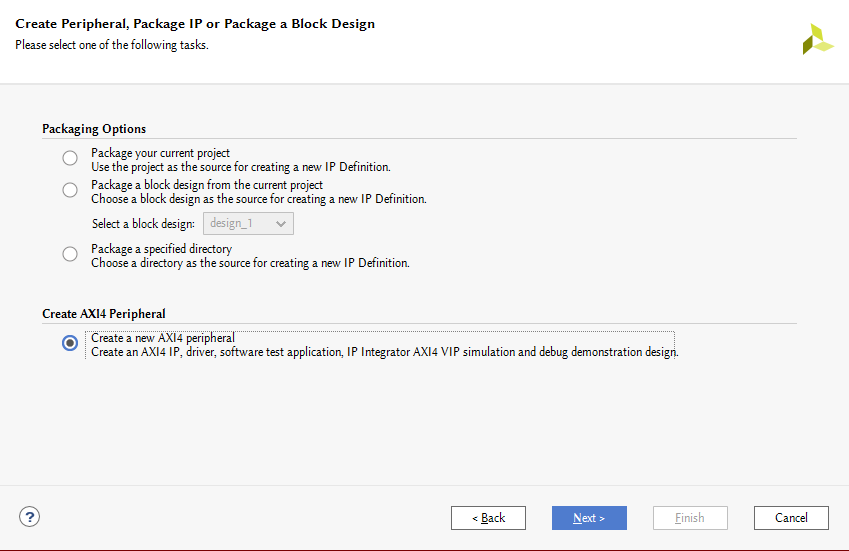 Create Peripheral, Package IP or Package a Block Design
Please select one of the following tasks.
Packaging Options
Package your current project
Use the project as the source for creating a new IP Definition.
Package a block design from the current project
Choose a block design as the source for creating a new IP Definition.
Select a block design: design_1
Package a specified directory
Choose a directory as the source for creating a new IP Definition.
Create AXI4 Peripheral
Create a new AXI4 peripheral
Create an AXI4 IP, driver, software test application, IP Integrator AXI4 VIP simulation and debug demonstration design.
? < Back Next > Finish Cancel